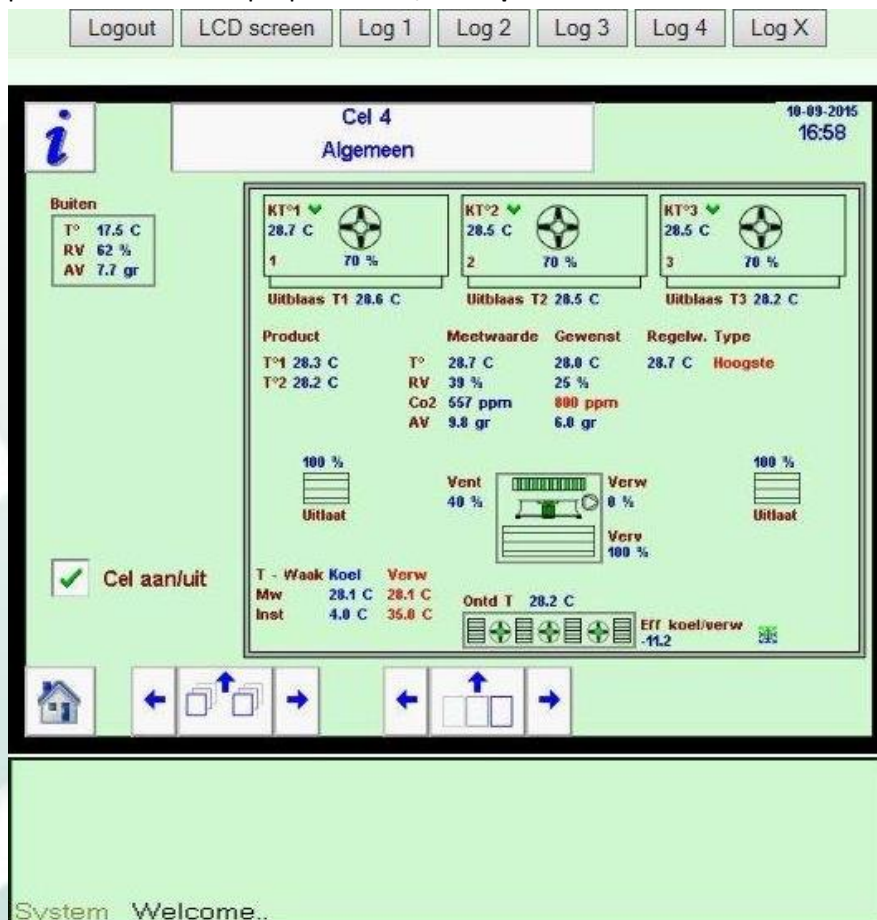 Logout LCD screen Log 1 Log 2 Log 3 Log 4 Log X
i
Cel 4
Algemeen
10-09-2015
16:58
Buiten
T° 17.5 C
RV 62 %
AV 7.7 gr
KT°1 KT°2 KT°3
28.7 C 28.5 C 28.5 C
1 70 % 2 70 % 3 70 %
Uitblaas T1 28.6 C Uitblaas T2 28.5 C Uitblaas T3 28.2 C
Product Meetwaarde Gewenst Regelw. Type
T°1 28.3 C T° 28.7 C 28.0 C 28.7 C Hoogste
T°2 28.2 C RV 39 % 25 %
Co2 557 ppm 800 ppm
AV 9.8 gr 6.0 gr
100 % 100 %
Vent Verw
40 % 0 %
Uitlaat Uitlaat
Verv
100 %
Cel aan/uit
T - Waak Koel Verw
Mw 28.1 C 28.1 C
Inst 4.0 C 35.0 C
Ontd T 28.2 C
Eff koel/verw
-11.2
System Welcome..